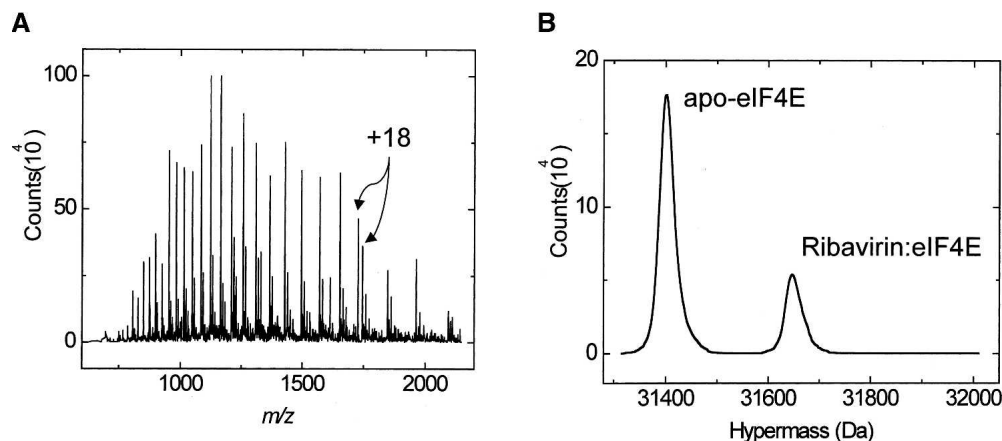 A
Counts(10⁴)
100
50
0
+18
1000
1500
2000
m/z
B
Counts(10⁴)
20
10
0
apo-eIF4E
Ribavirin:eIF4E
31400
31600
31800
32000
Hypermass (Da)